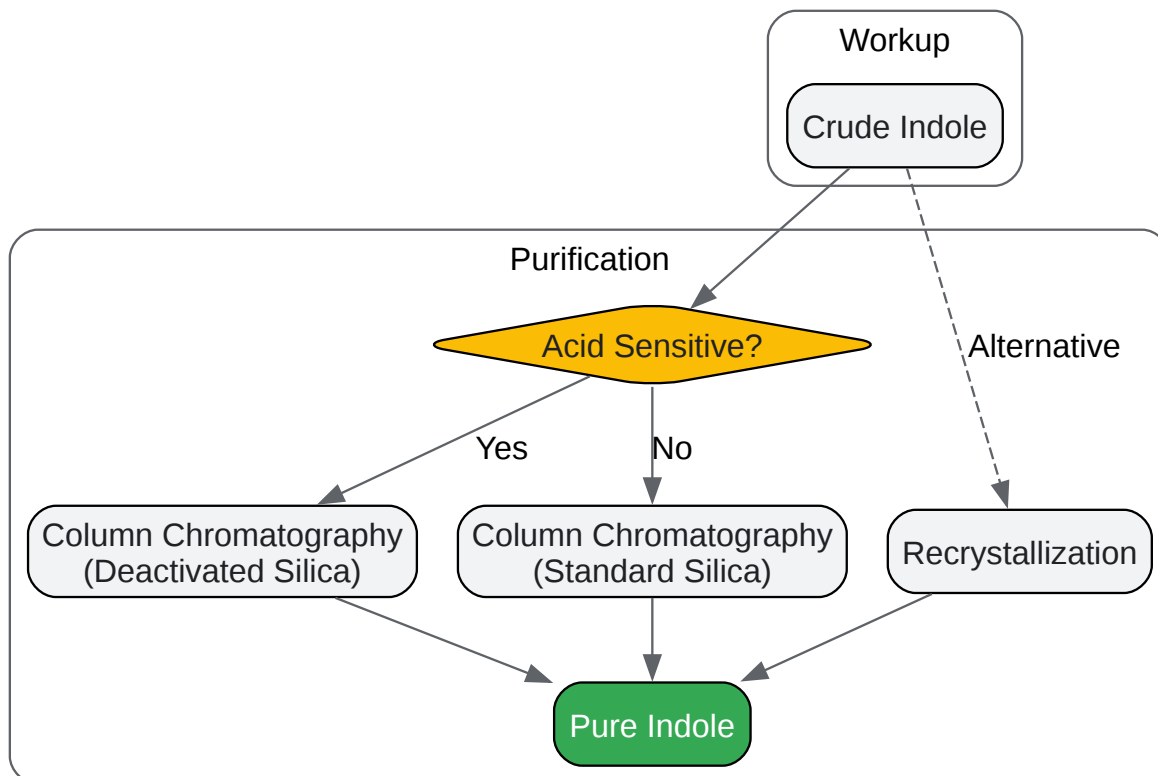 Workup
Crude Indole
Purification
Acid Sensitive?
Alternative
Yes
No
Column Chromatography
(Deactivated Silica)
Column Chromatography
(Standard Silica)
Recrystallization
Pure Indole